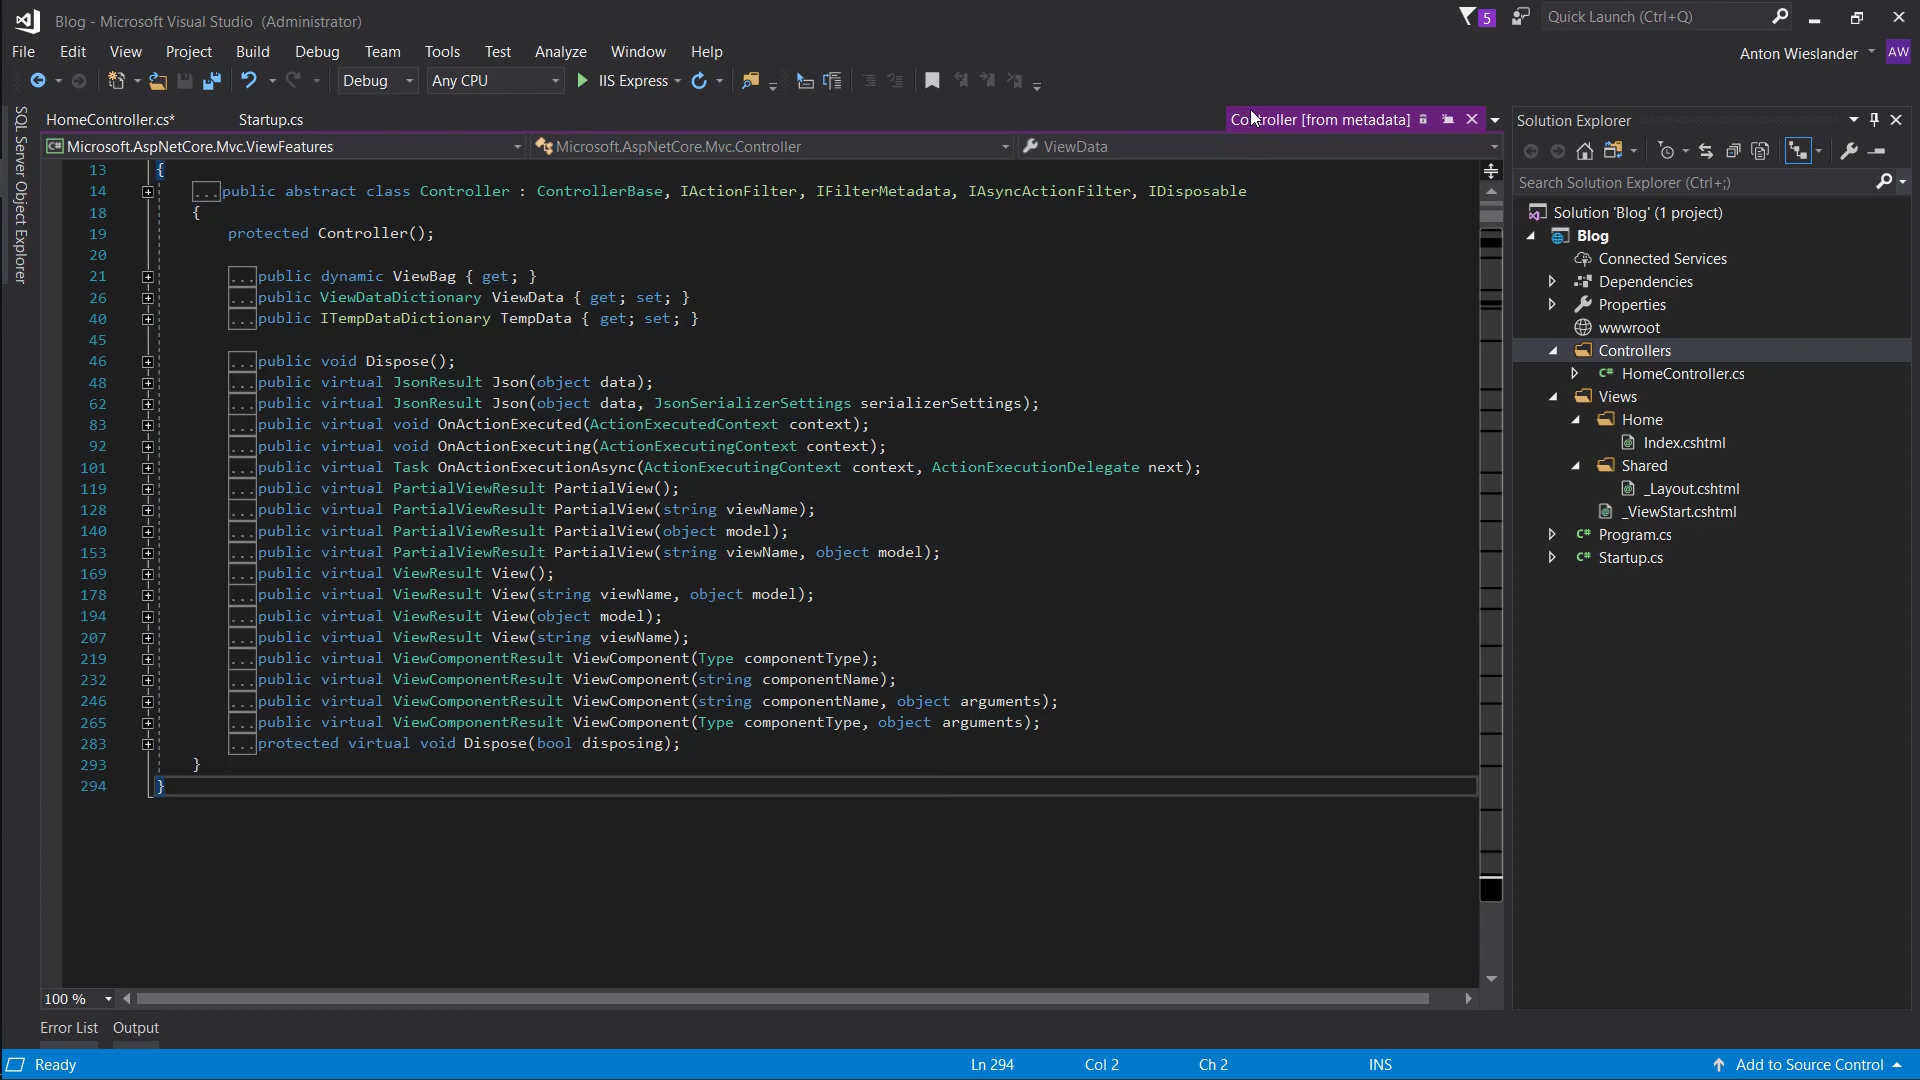 Blog - Microsoft Visual Studio (Administrator)
5
Quick Launch (Ctrl+Q)
File Edit View Project Build Debug Team Tools Test Analyze Window Help
Anton Wieslander AW
Debug Any CPU IIS Express
SQL Server Object Explorer
HomeController.cs* Startup.cs Controller [from metadata]
Microsoft.AspNetCore.Mvc.ViewFeatures Microsoft.AspNetCore.Mvc.Controller ViewData
13 {
14 ...public abstract class Controller : ControllerBase, IActionFilter, IFilterMetadata, IAsyncActionFilter, IDisposable
18 {
19 protected Controller();
20
21 ...public dynamic ViewBag { get; }
26 ...public ViewDataDictionary ViewData { get; set; }
40 ...public ITempDataDictionary TempData { get; set; }
45
46 ...public void Dispose();
48 ...public virtual JsonResult Json(object data);
62 ...public virtual JsonResult Json(object data, JsonSerializerSettings serializerSettings);
83 ...public virtual void OnActionExecuted(ActionExecutedContext context);
92 ...public virtual void OnActionExecuting(ActionExecutingContext context);
101 ...public virtual Task OnActionExecutionAsync(ActionExecutingContext context, ActionExecutionDelegate next);
119 ...public virtual PartialViewResult PartialView();
128 ...public virtual PartialViewResult PartialView(string viewName);
140 ...public virtual PartialViewResult PartialView(object model);
153 ...public virtual PartialViewResult PartialView(string viewName, object model);
169 ...public virtual ViewResult View();
178 ...public virtual ViewResult View(string viewName, object model);
194 ...public virtual ViewResult View(object model);
207 ...public virtual ViewResult View(string viewName);
219 ...public virtual ViewComponentResult ViewComponent(Type componentType);
232 ...public virtual ViewComponentResult ViewComponent(string componentName);
246 ...public virtual ViewComponentResult ViewComponent(string componentName, object arguments);
265 ...public virtual ViewComponentResult ViewComponent(Type componentType, object arguments);
283 ...protected virtual void Dispose(bool disposing);
293 }
294 }
100 %
Error List Output
Solution Explorer
Search Solution Explorer (Ctrl+;)
Solution 'Blog' (1 project)
Blog
Connected Services
Dependencies
Properties
wwwroot
Controllers
C# HomeController.cs
Views
Home
Index.cshtml
Shared
_Layout.cshtml
_ViewStart.cshtml
C# Program.cs
C# Startup.cs
Ready Ln 294 Col 2 Ch 2 INS Add to Source Control